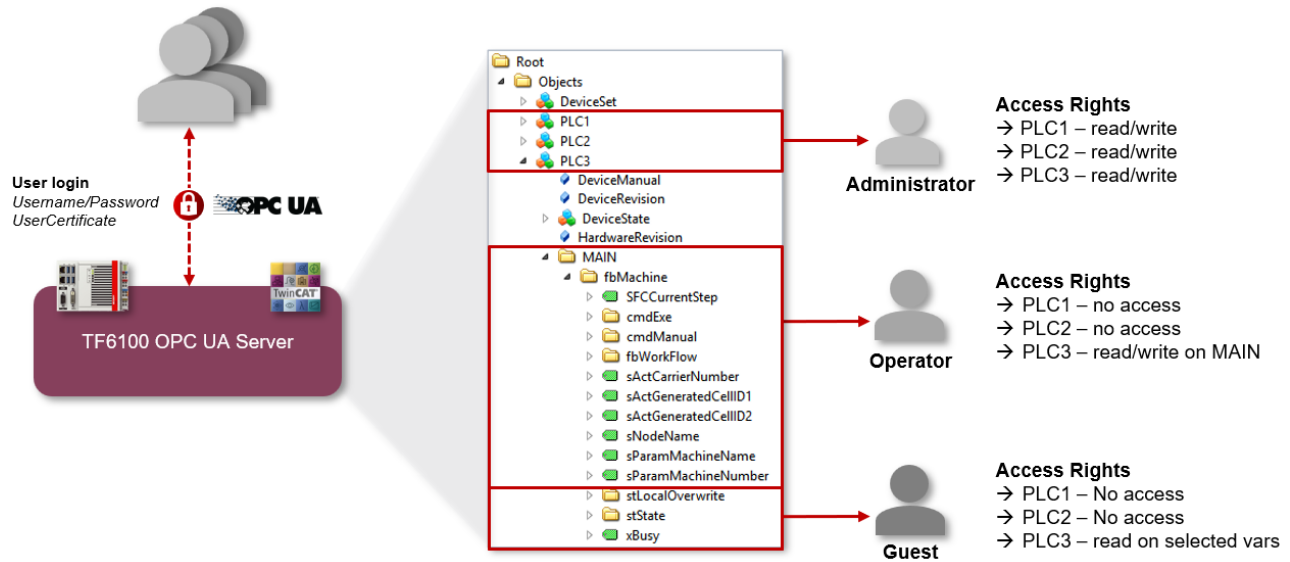 User login
Username/Password
UserCertificate
OPC UA
TwinCAT
TF6100 OPC UA Server
Root
Objects
DeviceSet
PLC1
PLC2
PLC3
DeviceManual
DeviceRevision
DeviceState
HardwareRevision
MAIN
fbMachine
SFCCurrentStep
cmdExe
cmdManual
fbWorkFlow
sActCarrierNumber
sActGeneratedCellID1
sActGeneratedCellID2
sNodeName
sParamMachineName
sParamMachineNumber
stLocalOverwrite
stState
xBusy
Administrator
Access Rights
→ PLC1 – read/write
→ PLC2 – read/write
→ PLC3 – read/write
Operator
Access Rights
→ PLC1 – no access
→ PLC2 – no access
→ PLC3 – read/write on MAIN
Guest
Access Rights
→ PLC1 – No access
→ PLC2 – No access
→ PLC3 – read on selected vars